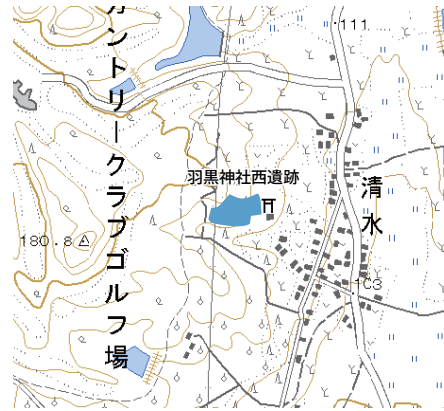 カントリークラブゴルフ場
・111
羽黒神社西遺跡
清水
180.8
.103